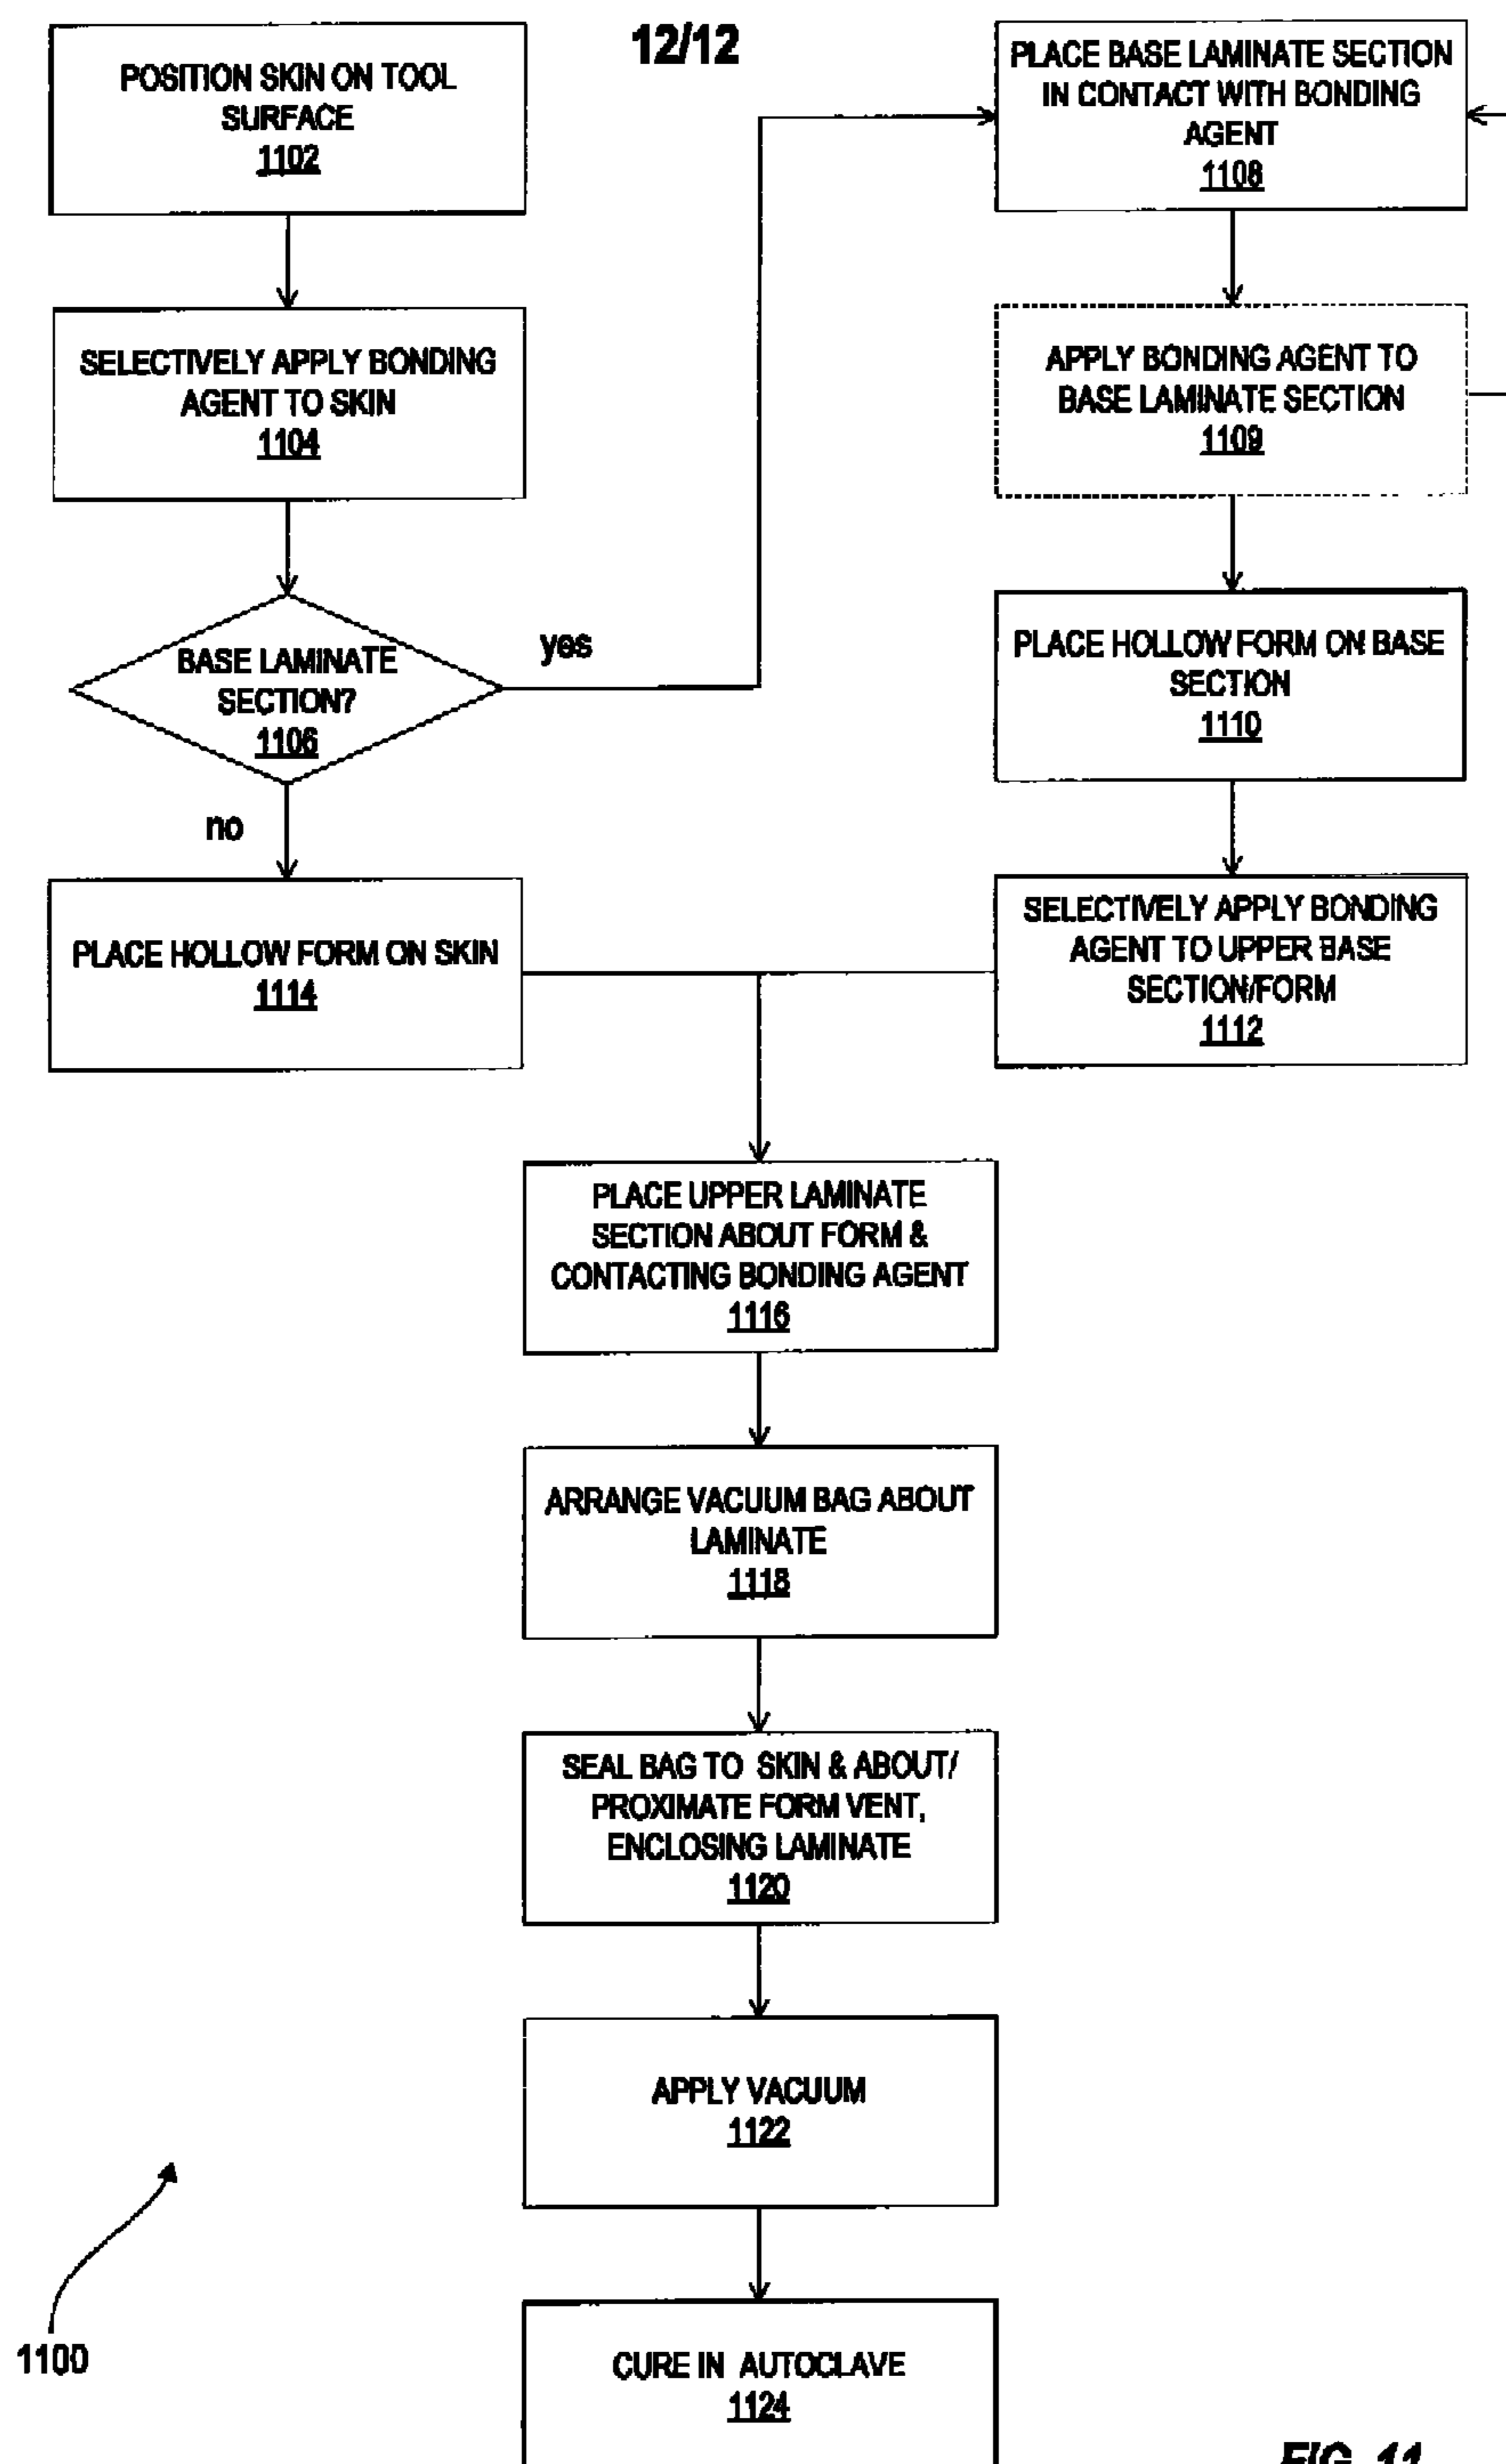 12/12
POSITION SKIN ON TOOL
SURFACE
1102
SELECTIVELY APPLY BONDING
AGENT TO SKIN
1104
BASE LAMINATE
SECTION?
1106
yes
no
PLACE HOLLOW FORM ON SKIN
1114
PLACE BASE LAMINATE SECTION
IN CONTACT WITH BONDING
AGENT
1108
APPLY BONDING AGENT TO
BASE LAMINATE SECTION
1109
PLACE HOLLOW FORM ON BASE
SECTION
1110
SELECTIVELY APPLY BONDING
AGENT TO UPPER BASE
SECTION/FORM
1112
PLACE UPPER LAMINATE
SECTION ABOUT FORM &
CONTACTING BONDING AGENT
1116
ARRANGE VACUUM BAG ABOUT
LAMINATE
1118
SEAL BAG TO SKIN & ABOUT/
PROXIMATE FORM VENT,
ENCLOSING LAMINATE
1120
APPLY VACUUM
1122
CURE IN AUTOCLAVE
1124
1100
FIG. 11